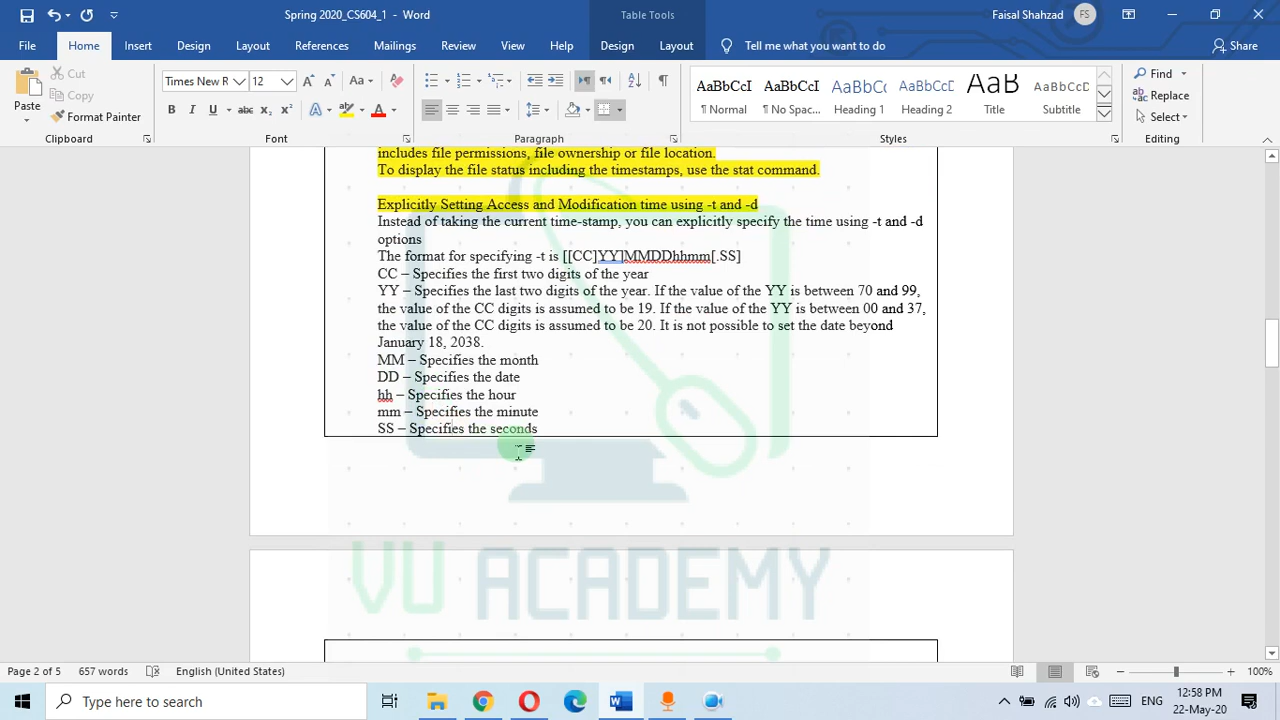 Spring 2020_CS604_1 - Word
Table Tools
Faisal Shahzad
FS
File
Home
Insert
Design
Layout
References
Mailings
Review
View
Help
Design
Layout
Tell me what you want to do
Share
Paste
Cut
Copy
Format Painter
Clipboard
Times New R
12
Font
Paragraph
AaBbCcI
¶ Normal
AaBbCcI
¶ No Spac...
AaBbCc
Heading 1
AaBbCcI
Heading 2
AaB
Title
AaBbCcD
Subtitle
Styles
Find
Replace
Select
Editing
includes file permissions, file ownership or file location.
To display the file status including the timestamps, use the stat command.
Explicitly Setting Access and Modification time using -t and -d
Instead of taking the current time-stamp, you can explicitly specify the time using -t and -d
options
The format for specifying -t is [[CC]YY]MMDDhhmm[.SS]
CC – Specifies the first two digits of the year
YY – Specifies the last two digits of the year. If the value of the YY is between 70 and 99,
the value of the CC digits is assumed to be 19. If the value of the YY is between 00 and 37,
the value of the CC digits is assumed to be 20. It is not possible to set the date beyond
January 18, 2038.
MM – Specifies the month
DD – Specifies the date
hh – Specifies the hour
mm – Specifies the minute
SS – Specifies the seconds
VU ACADEMY
Page 2 of 5
657 words
English (United States)
100%
Type here to search
ENG
12:58 PM
22-May-20